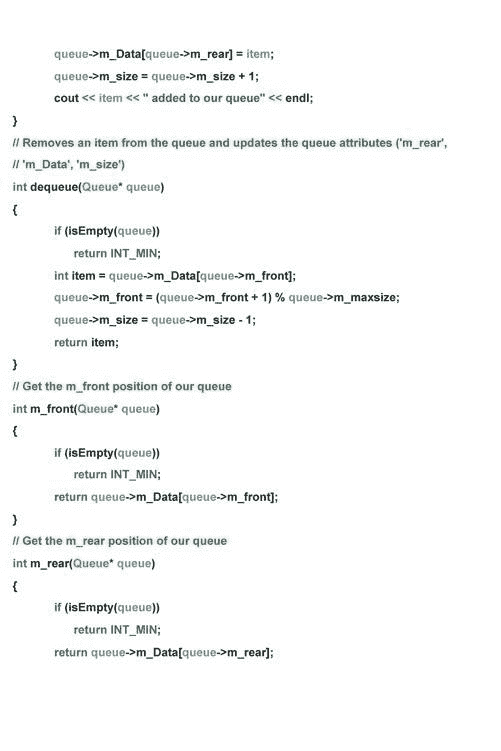 queue->m_Data[queue->m_rear] = item;
queue->m_size = queue->m_size + 1;
cout << item << " added to our queue" << endl;
}
// Removes an item from the queue and updates the queue attributes ('m_rear',
// 'm_Data', 'm_size')
int dequeue(Queue* queue)
{
if (isEmpty(queue))
return INT_MIN;
int item = queue->m_Data[queue->m_front];
queue->m_front = (queue->m_front + 1) % queue->m_maxsize;
queue->m_size = queue->m_size - 1;
return item;
}
// Get the m_front position of our queue
int m_front(Queue* queue)
{
if (isEmpty(queue))
return INT_MIN;
return queue->m_Data[queue->m_front];
}
// Get the m_rear position of our queue
int m_rear(Queue* queue)
{
if (isEmpty(queue))
return INT_MIN;
return queue->m_Data[queue->m_rear];